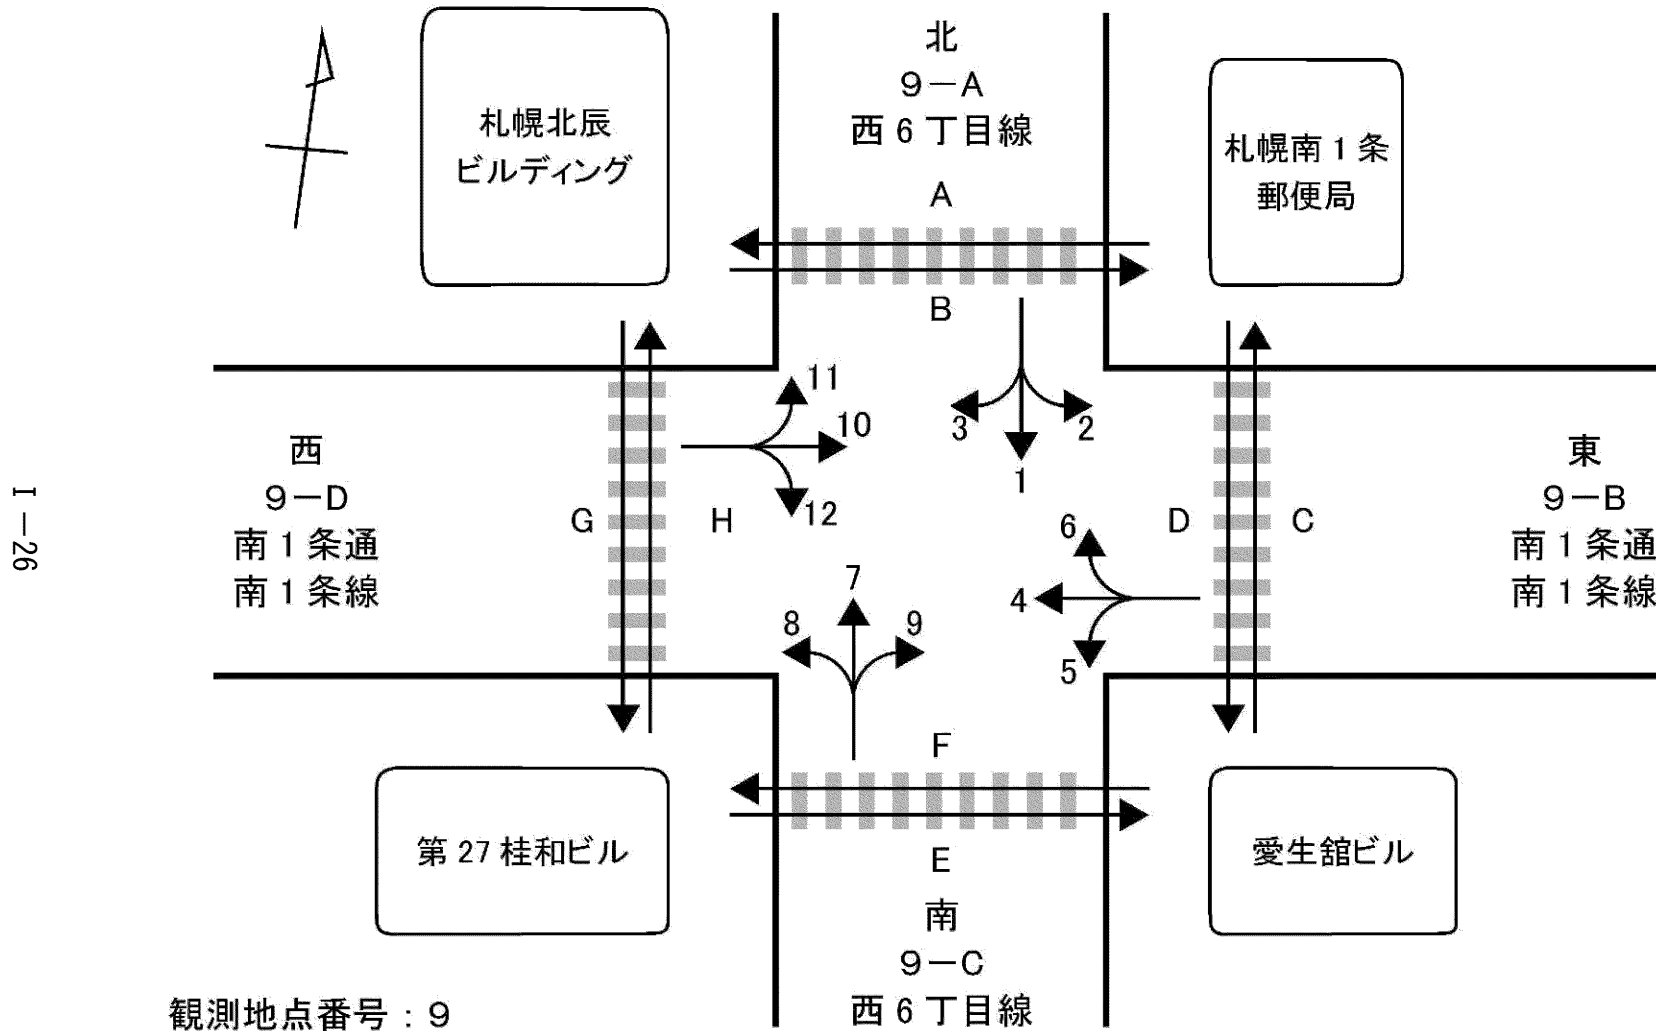 北
9－A
西6丁目線
札幌北辰
ビルディング
札幌南1条
郵便局
A
B
11
10
12
3
2
1
西
9－D
南1条通
南1条線
G
H
D
C
東
9－B
南1条通
南1条線
6
4
5
7
8
9
F
E
第27桂和ビル
愛生舘ビル
南
9－C
西6丁目線
観測地点番号：9
I－26